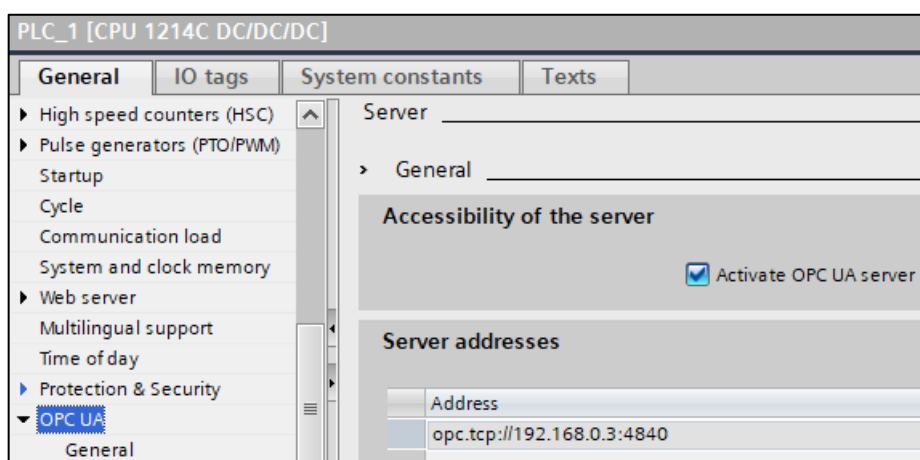 PLC_1 [CPU 1214C DC/DC/DC]
General IO tags System constants Texts
High speed counters (HSC)
Pulse generators (PTO/PWM)
Startup
Cycle
Communication load
System and clock memory
Web server
Multilingual support
Time of day
Protection & Security
OPC UA
General
Server
General
Accessibility of the server
Activate OPC UA server
Server addresses
Address
opc.tcp://192.168.0.3:4840